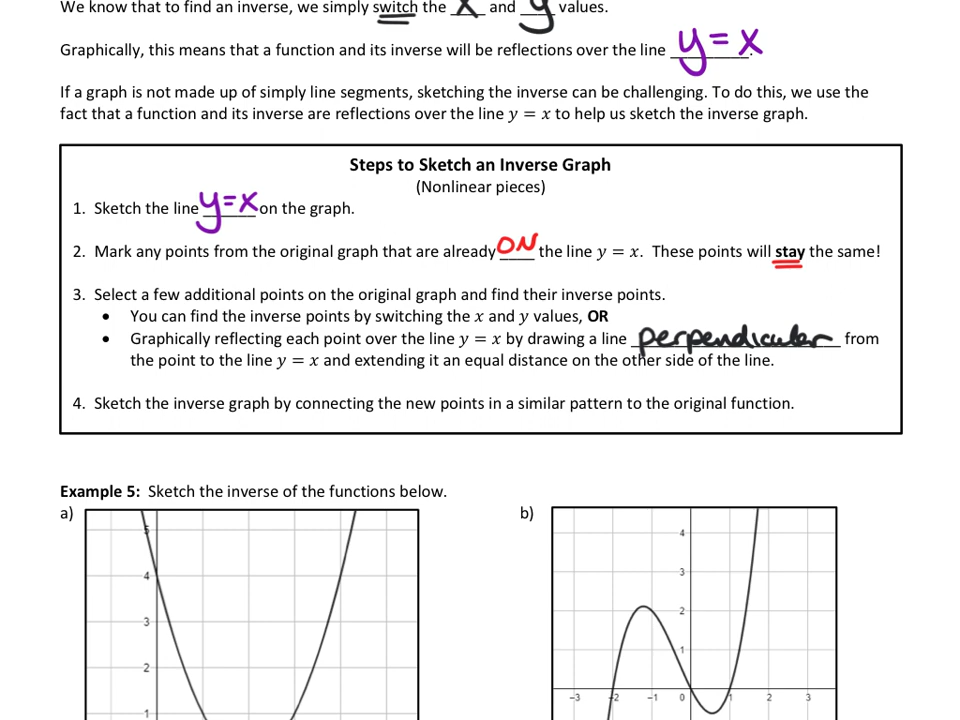 We know that to find an inverse, we simply switch the x and y values.
Graphically, this means that a function and its inverse will be reflections over the line y=x.
If a graph is not made up of simply line segments, sketching the inverse can be challenging. To do this, we use the
fact that a function and its inverse are reflections over the line y = x to help us sketch the inverse graph.
Steps to Sketch an Inverse Graph
(Nonlinear pieces)
1. Sketch the line y=x on the graph.
2. Mark any points from the original graph that are already ON the line y = x. These points will stay the same!
3. Select a few additional points on the original graph and find their inverse points.
• You can find the inverse points by switching the x and y values, OR
• Graphically reflecting each point over the line y = x by drawing a line perpendicular from
the point to the line y = x and extending it an equal distance on the other side of the line.
4. Sketch the inverse graph by connecting the new points in a similar pattern to the original function.
Example 5: Sketch the inverse of the functions below.
a)
5
4
3
2
1
b)
4
3
2
1
-3 -2 -1 0 1 2 3